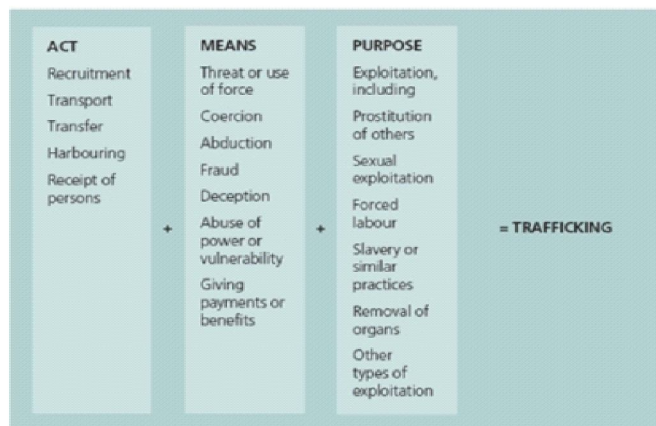 ACT
Recruitment
Transport
Transfer
Harbouring
Receipt of
persons
+
MEANS
Threat or use
of force
Coercion
Abduction
Fraud
Deception
Abuse of
power or
vulnerability
Giving
payments or
benefits
+
PURPOSE
Exploitation,
including
Prostitution
of others
Sexual
exploitation
Forced
labour
Slavery or
similar
practices
Removal of
organs
Other
types of
exploitation
= TRAFFICKING